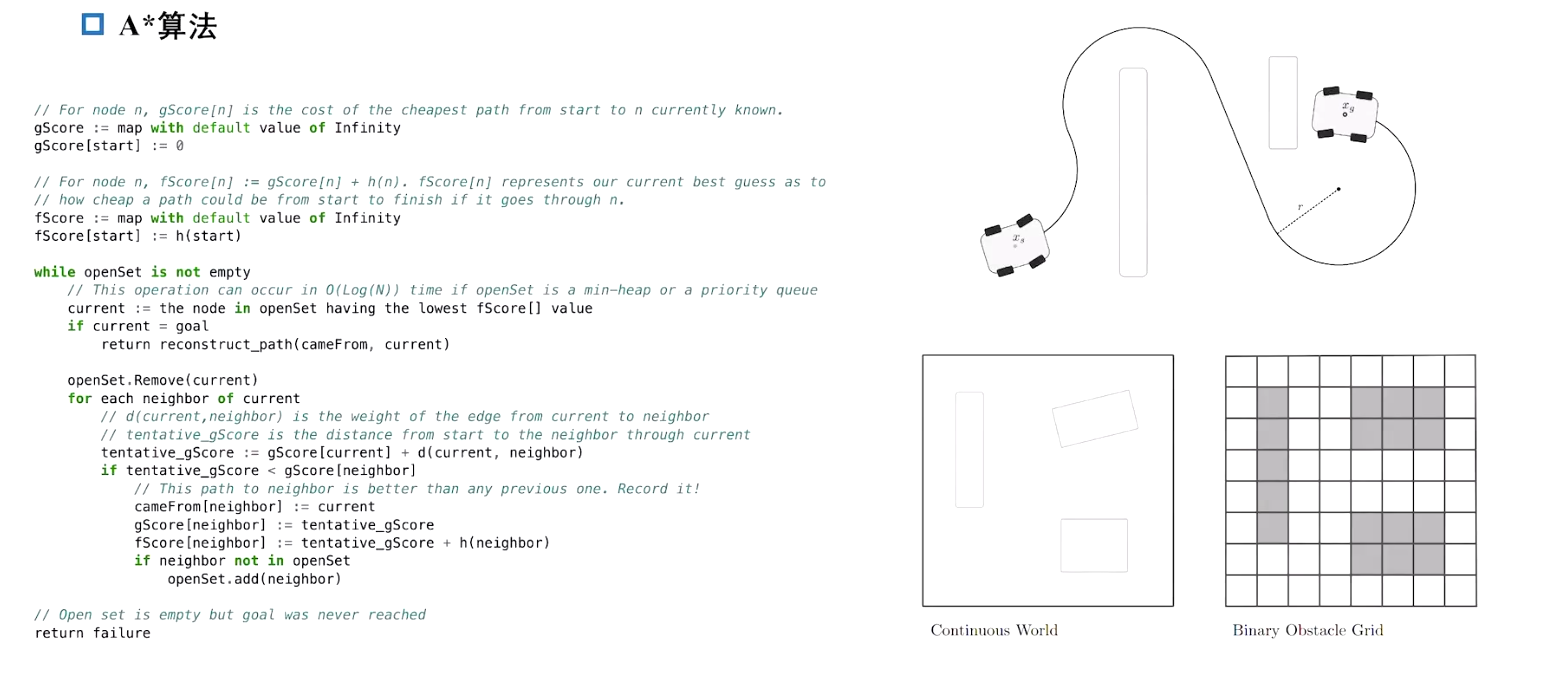 A*算法
// For node n, gScore[n] is the cost of the cheapest path from start to n currently known.
gScore := map with default value of Infinity
gScore[start] := 0
// For node n, fScore[n] := gScore[n] + h(n). fScore[n] represents our current best guess as to
// how cheap a path could be from start to finish if it goes through n.
fScore := map with default value of Infinity
fScore[start] := h(start)
while openSet is not empty
// This operation can occur in O(Log(N)) time if openSet is a min-heap or a priority queue
current := the node in openSet having the lowest fScore[] value
if current = goal
return reconstruct_path(cameFrom, current)
openSet.Remove(current)
for each neighbor of current
// d(current,neighbor) is the weight of the edge from current to neighbor
// tentative_gScore is the distance from start to the neighbor through current
tentative_gScore := gScore[current] + d(current, neighbor)
if tentative_gScore < gScore[neighbor]
// This path to neighbor is better than any previous one. Record it!
cameFrom[neighbor] := current
gScore[neighbor] := tentative_gScore
fScore[neighbor] := tentative_gScore + h(neighbor)
if neighbor not in openSet
openSet.add(neighbor)
// Open set is empty but goal was never reached
return failure
x_g
r
Continuous World
Binary Obstacle Grid